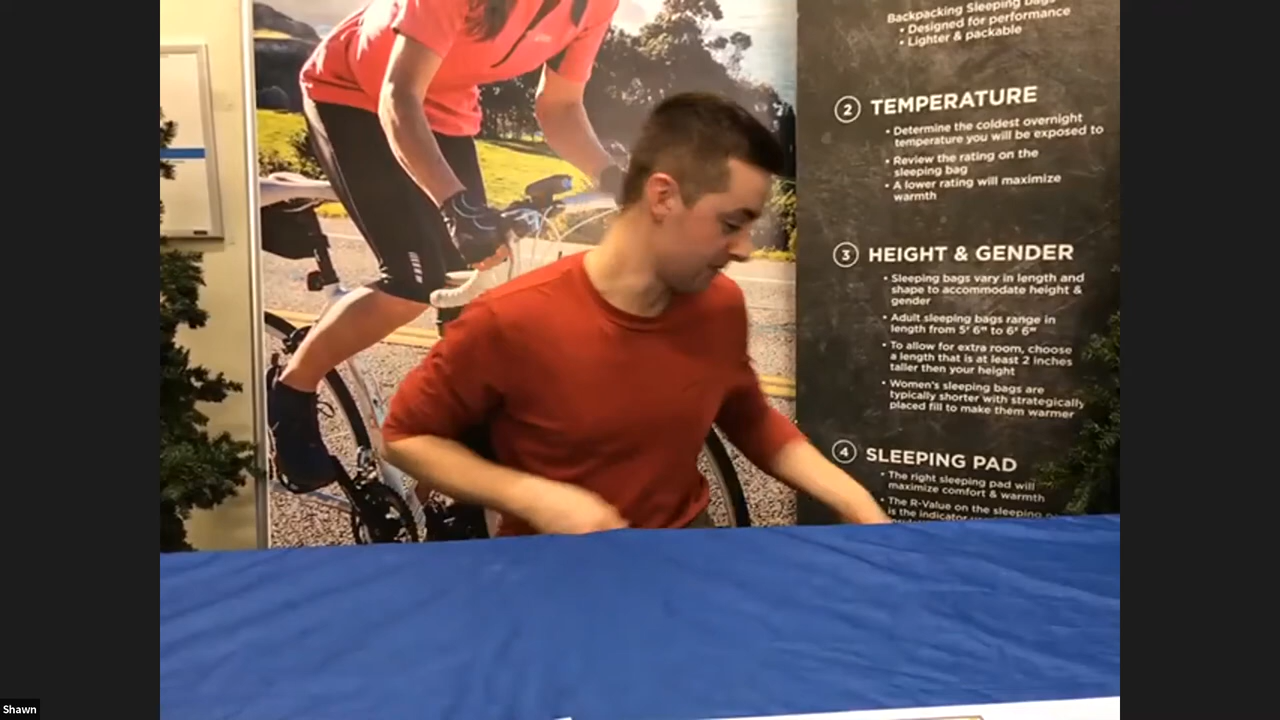 Backpacking Sleeping Bags
• Designed for performance
• Lighter & packable
2 TEMPERATURE
• Determine the coldest overnight
temperature you will be exposed to
• Review the rating on the
sleeping bag
• A lower rating will maximize
warmth
3 HEIGHT & GENDER
• Sleeping bags vary in length and
shape to accommodate height &
gender
• Adult sleeping bags range in
length from 5' 6" to 6' 6"
• To allow for extra room, choose
a length that is at least 2 inches
taller then your height
• Women's sleeping bags are
typically shorter with strategically
placed fill to make them warmer
4 SLEEPING PAD
• The right sleeping pad will
maximize comfort & warmth
• The R-Value on the sleeping
is the indicator
Shawn